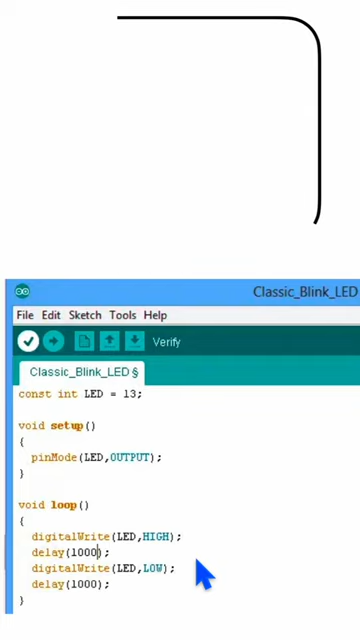 Classic_Blink_LED
File Edit Sketch Tools Help
Verify
Classic_Blink_LED §
const int LED = 13;
void setup()
{
pinMode(LED,OUTPUT);
}
void loop()
{
digitalWrite(LED,HIGH);
delay(1000);
digitalWrite(LED,LOW);
delay(1000);
}